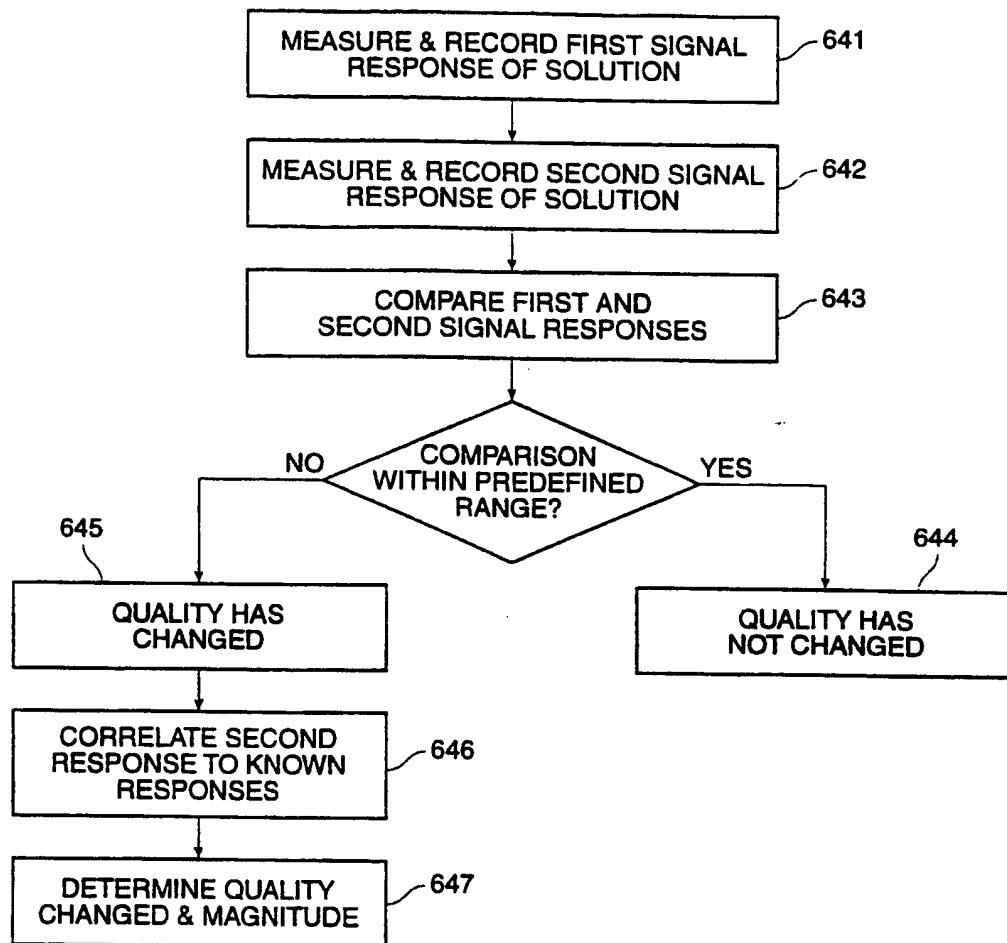 MEASURE & RECORD FIRST SIGNAL
RESPONSE OF SOLUTION
641
MEASURE & RECORD SECOND SIGNAL
RESPONSE OF SOLUTION
642
COMPARE FIRST AND
SECOND SIGNAL RESPONSES
643
COMPARISON
WITHIN PREDEFINED
RANGE?
NO
YES
645
QUALITY HAS
CHANGED
644
QUALITY HAS
NOT CHANGED
CORRELATE SECOND
RESPONSE TO KNOWN
RESPONSES
646
DETERMINE QUALITY
CHANGED & MAGNITUDE
647